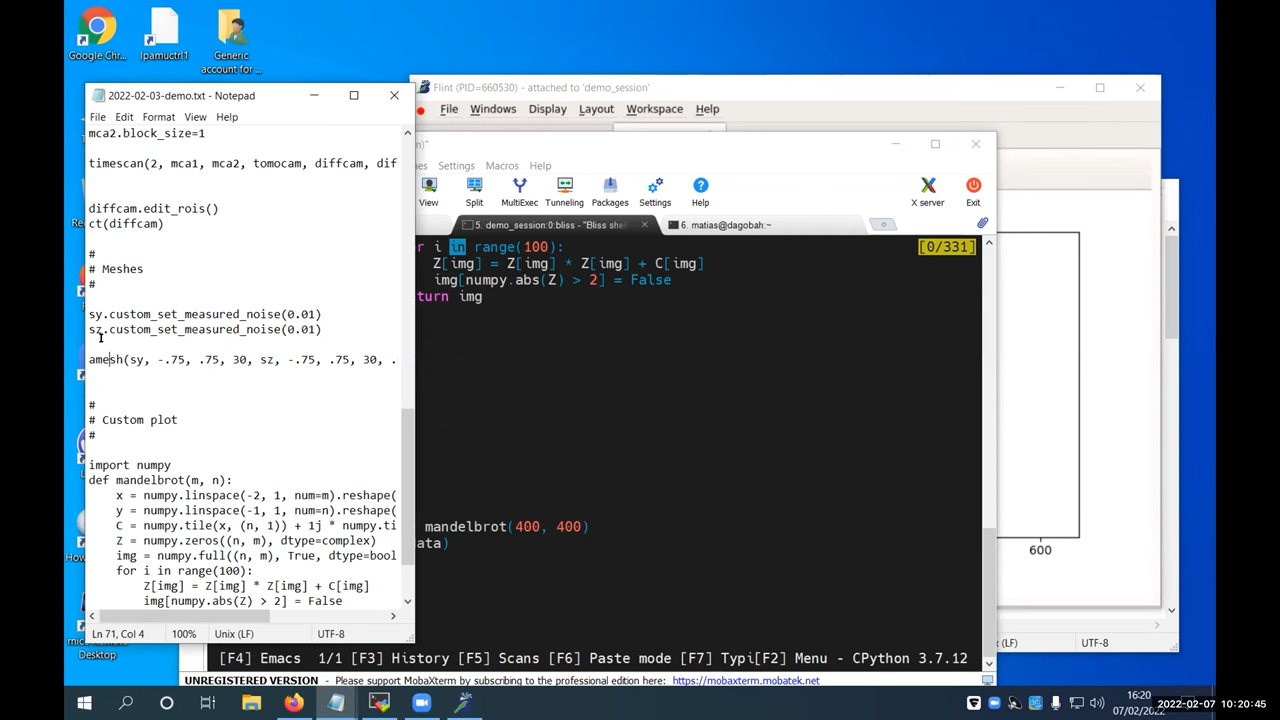 Google Chr...
lpamuctrl1
Generic
account for ...
2022-02-03-demo.txt - Notepad
File Edit Format View Help
mca2.block_size=1
timescan(2, mca1, mca2, tomocam, diffcam, dif
diffcam.edit_rois()
ct(diffcam)
#
# Meshes
#
sy.custom_set_measured_noise(0.01)
sz.custom_set_measured_noise(0.01)
amesh(sy, -.75, .75, 30, sz, -.75, .75, 30, .
#
# Custom plot
#
import numpy
def mandelbrot(m, n):
x = numpy.linspace(-2, 1, num=m).reshape(
y = numpy.linspace(-1, 1, num=n).reshape(
C = numpy.tile(x, (n, 1)) + 1j * numpy.ti
Z = numpy.zeros((n, m), dtype=complex)
img = numpy.full((n, m), True, dtype=bool
for i in range(100):
Z[img] = Z[img] * Z[img] + C[img]
img[numpy.abs(Z) > 2] = False
Ln 71, Col 4 100% Unix (LF) UTF-8
Desktop
Flint (PID=660530) - attached to 'demo_session'
File Windows Display Layout Workspace Help
Settings Macros Help
View Split MultiExec Tunneling Packages Settings Help X server Exit
5. demo_session:0:bliss - "Bliss shel
6. matias@dagobah:~
r i in range(100): [0/331]
Z[img] = Z[img] * Z[img] + C[img]
img[numpy.abs(Z) > 2] = False
turn img
mandelbrot(400, 400)
ata)
[F4] Emacs 1/1 [F3] History [F5] Scans [F6] Paste mode [F7] Typi[F2] Menu - CPython 3.7.12
UNREGISTERED VERSION - Please support MobaXterm by subscribing to the professional edition here: https://mobaxterm.mobatek.net
600
(LF) UTF-8
16:20
07/02/2022
2022-02-07 10:20:45